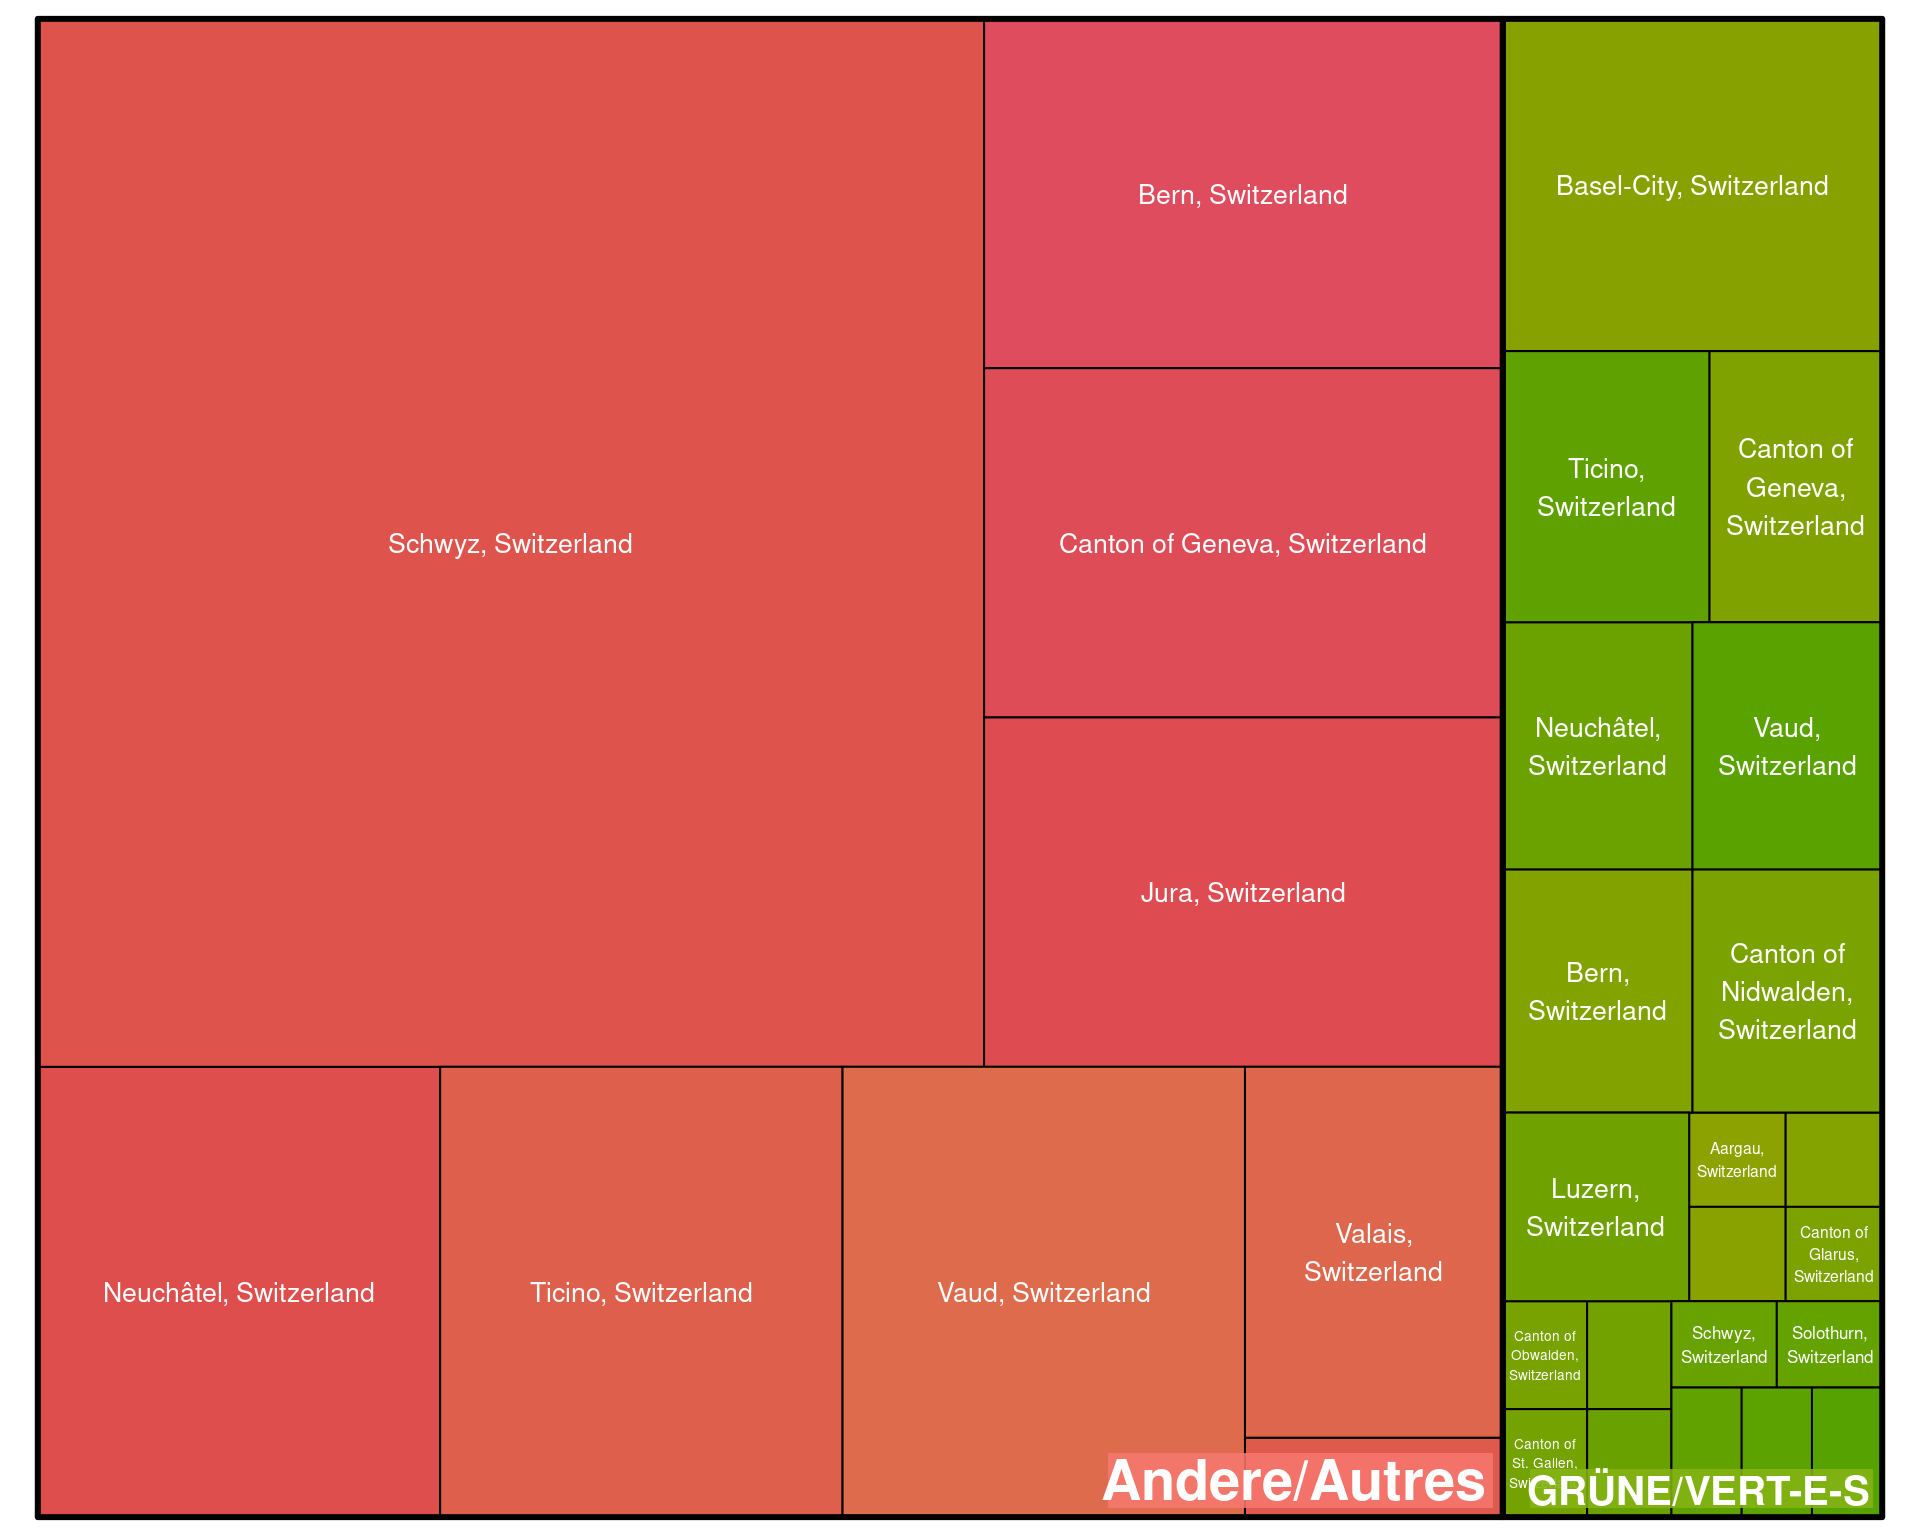 Schwyz, Switzerland
Bern, Switzerland
Canton of Geneva, Switzerland
Jura, Switzerland
Neuchâtel, Switzerland
Ticino, Switzerland
Vaud, Switzerland
Valais,
Switzerland
Andere/Autres
Basel-City, Switzerland
Ticino,
Switzerland
Canton of
Geneva,
Switzerland
Neuchâtel,
Switzerland
Vaud,
Switzerland
Bern,
Switzerland
Canton of
Nidwalden,
Switzerland
Luzern,
Switzerland
Aargau,
Switzerland
Canton of
Glarus,
Switzerland
Canton of
Obwalden,
Switzerland
Schwyz,
Switzerland
Solothurn,
Switzerland
Canton of
St. Gallen,
GRÜNE/VERT-E-S